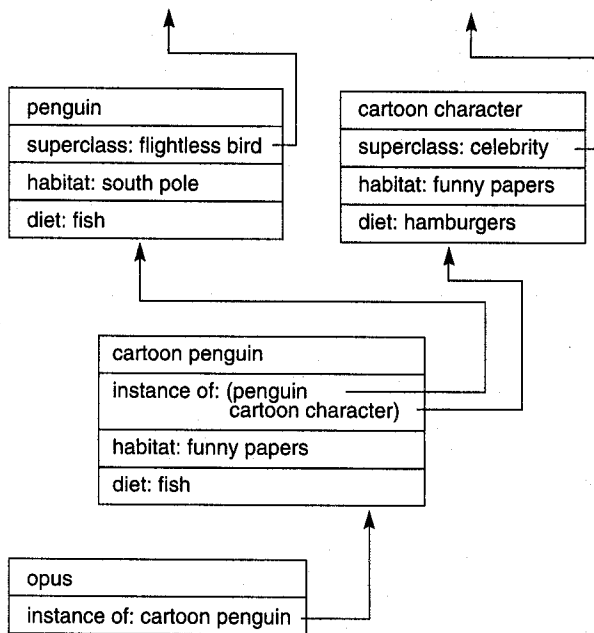 penguin
superclass: flightless bird
habitat: south pole
diet: fish
cartoon character
superclass: celebrity
habitat: funny papers
diet: hamburgers
cartoon penguin
instance of: (penguin
cartoon character)
habitat: funny papers
diet: fish
opus
instance of: cartoon penguin